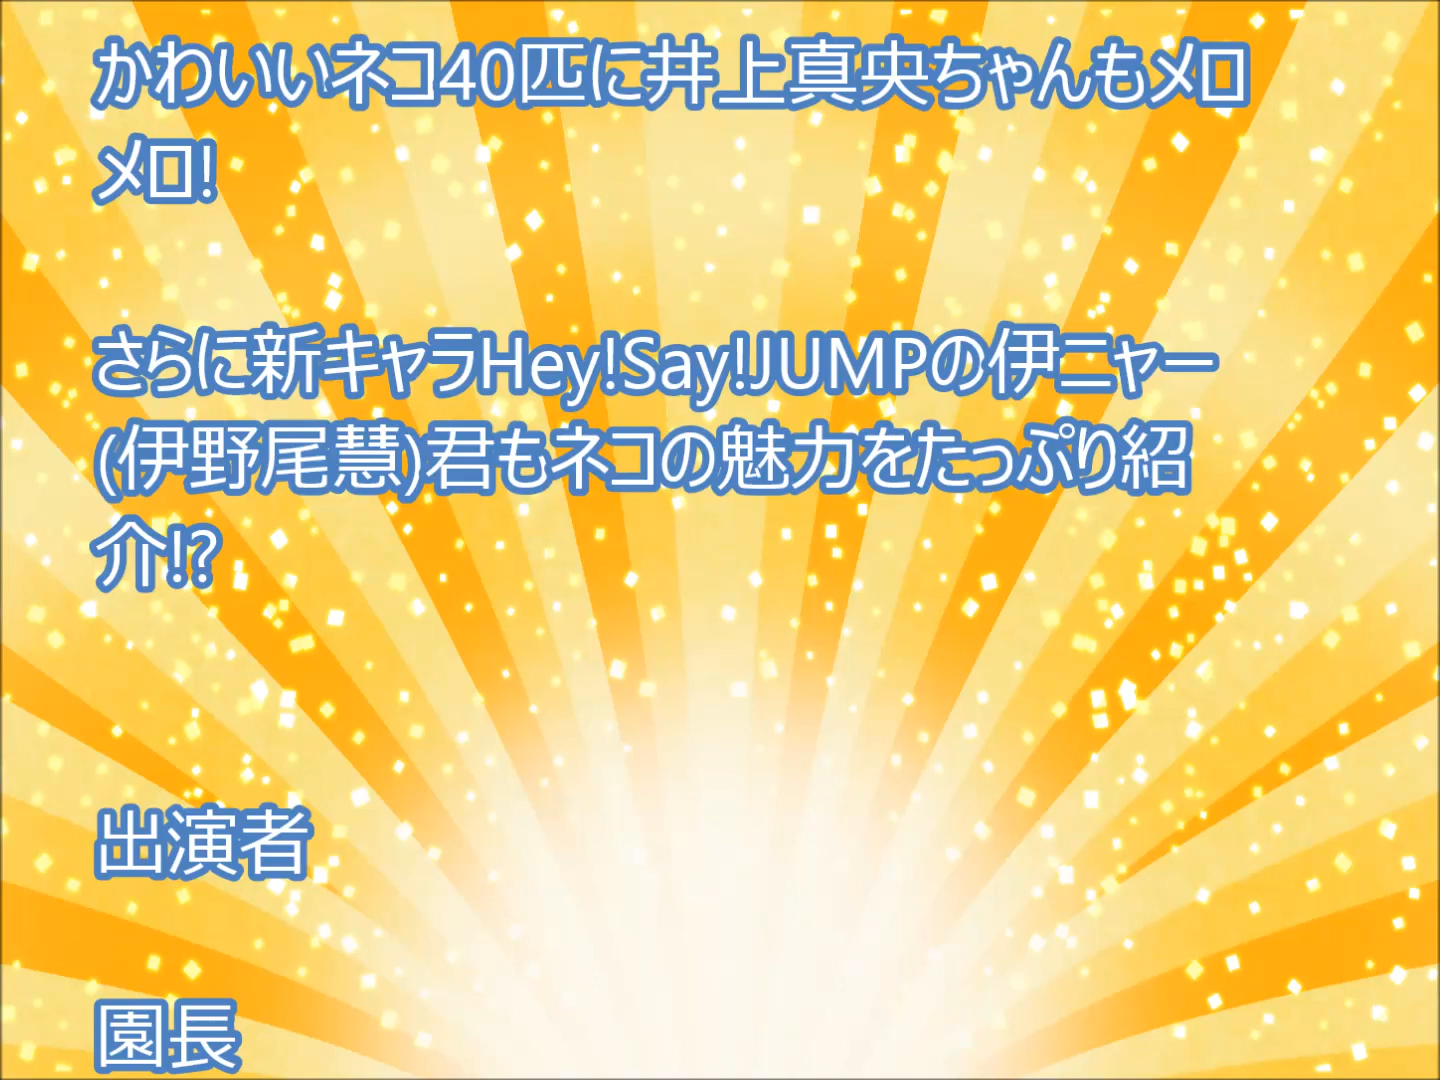 かわいいネコ40匹に井上真央ちゃんもメロ
メロ!
さらに新キャラHey!Say!JUMPの伊ニャー
(伊野尾慧)君もネコの魅力をたっぷり紹
介!?
出演者
園長